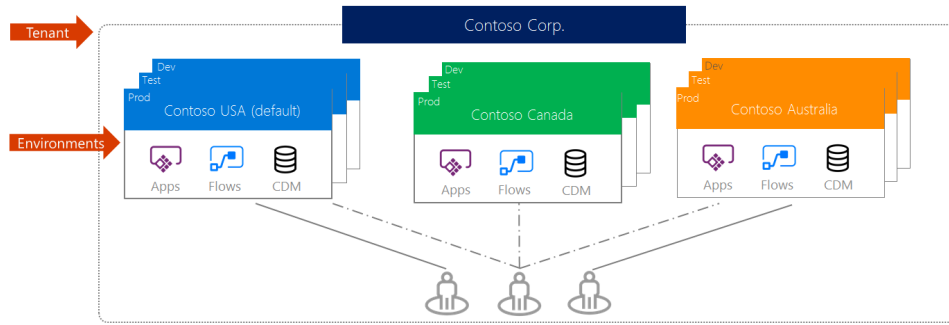 Contoso Corp.
Tenant
Environments
Dev
Test
Prod
Contoso USA (default)
Apps Flows CDM
Dev
Test
Prod
Contoso Canada
Apps Flows CDM
Dev
Test
Prod
Contoso Australia
Apps Flows CDM